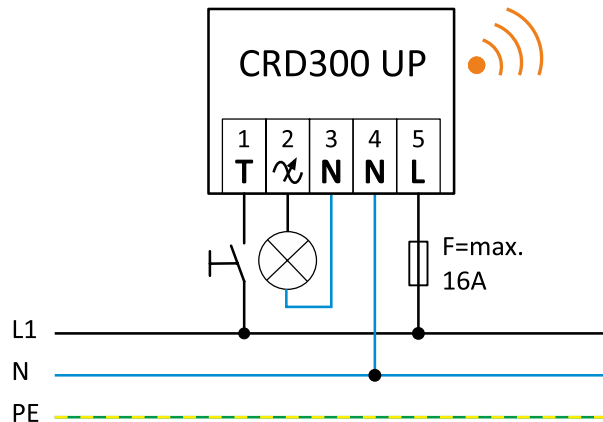 CRD300 UP
1 2 3 4 5
T N N L
F=max.
16A
L1
N
PE